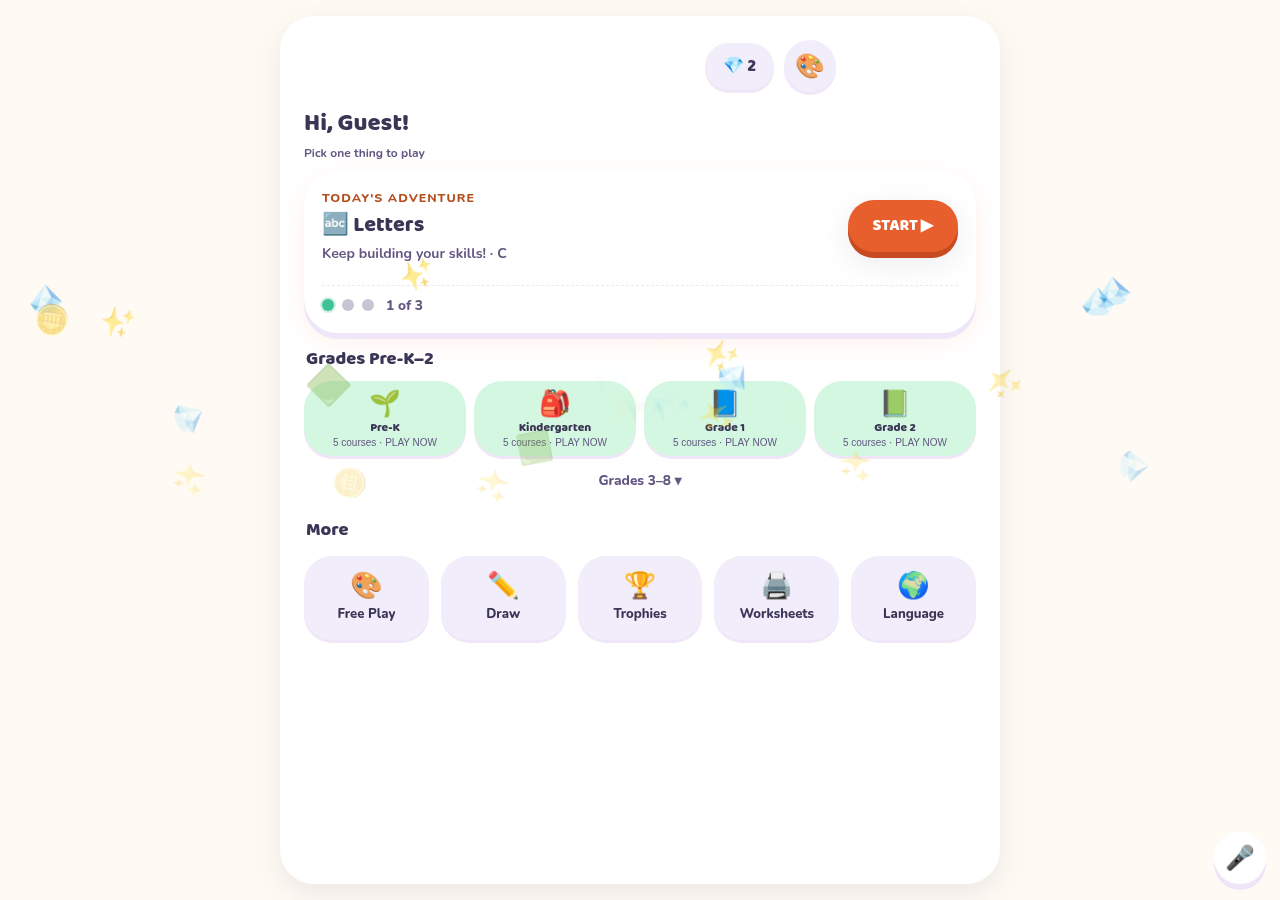 2
Hi, Guest!
Pick one thing to play
TODAY'S ADVENTURE
Letters
Keep building your skills! · C
START ▶
1 of 3
Grades Pre-K–2
Pre-K
5 courses · PLAY NOW
Kindergarten
5 courses · PLAY NOW
Grade 1
5 courses · PLAY NOW
Grade 2
5 courses · PLAY NOW
Grades 3–8 ▾
More
Free Play
Draw
Trophies
Worksheets
Language